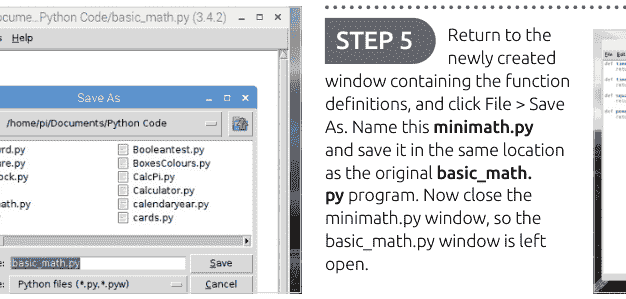 cume...Python Code/basic_math.py (3.4.2)
s Help
Save As
/home/pi/Documents/Python Code
rd.py Booleantest.py
re.py BoxesColours.py
ock.py CalcPi.py
Calculator.py
ath.py calendaryear.py
cards.py
e: basic_math.py Save
e: Python files (*.py,*.pyw) Cancel
STEP 5 Return to the
newly created
window containing the function
definitions, and click File > Save
As. Name this minimath.py
and save it in the same location
as the original basic_math.
py program. Now close the
minimath.py window, so the
basic_math.py window is left
open.